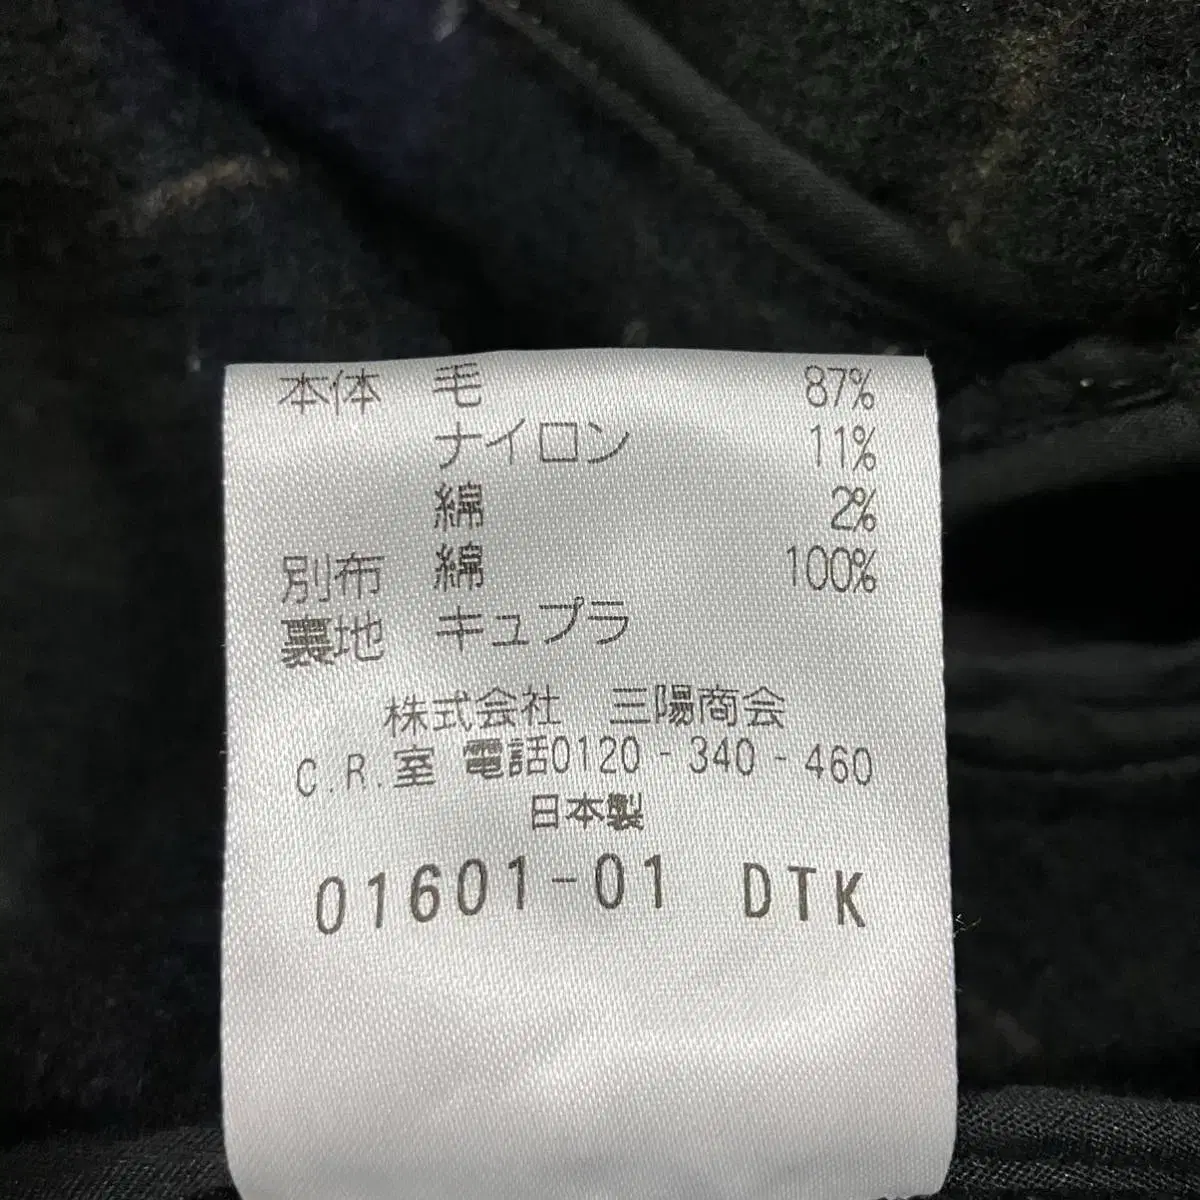 本体 毛 87%
ナイロン 11%
綿 2%
別布 綿 100%
裏地 キュプラ
株式会社 三陽商会
C.R.室 電話0120-340-460
日本製
01601-01 DTK